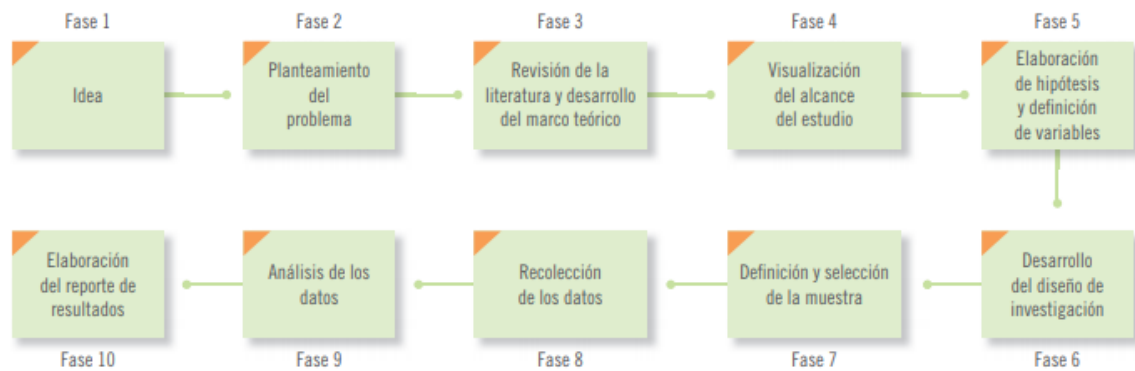 Fase 1
Idea
Fase 2
Planteamiento
del
problema
Fase 3
Revisión de la
literatura y desarrollo
del marco teórico
Fase 4
Visualización
del alcance
del estudio
Fase 5
Elaboración
de hipótesis
y definición
de variables
Desarrollo
del diseño de
investigación
Fase 6
Definición y selección
de la muestra
Fase 7
Recolección
de los datos
Fase 8
Análisis de los
datos
Fase 9
Elaboración
del reporte de
resultados
Fase 10